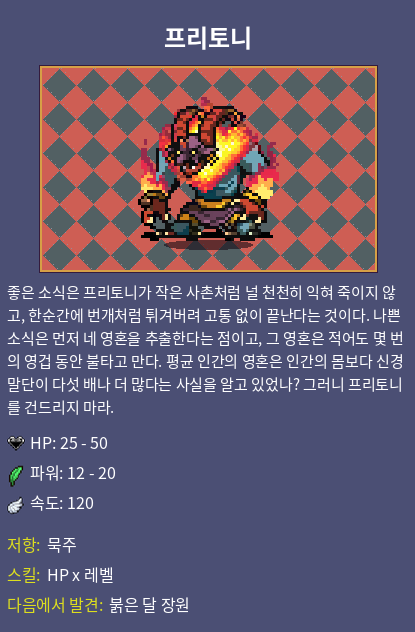 프리토니
좋은 소식은 프리토니가 작은 사촌처럼 널 천천히 익혀 죽이지 않
고, 한순간에 번개처럼 튀겨버려 고통 없이 끝난다는 것이다. 나쁜
소식은 먼저 네 영혼을 추출한다는 점이고, 그 영혼은 적어도 몇 번
의 영겁 동안 불타고 만다. 평균 인간의 영혼은 인간의 몸보다 신경
말단이 다섯 배나 더 많다는 사실을 알고 있었나? 그러니 프리토니
를 건드리지 마라.
HP: 25 - 50
파워: 12 - 20
속도: 120
저항: 묵주
스킬: HP x 레벨
다음에서 발견: 붉은 달 장원